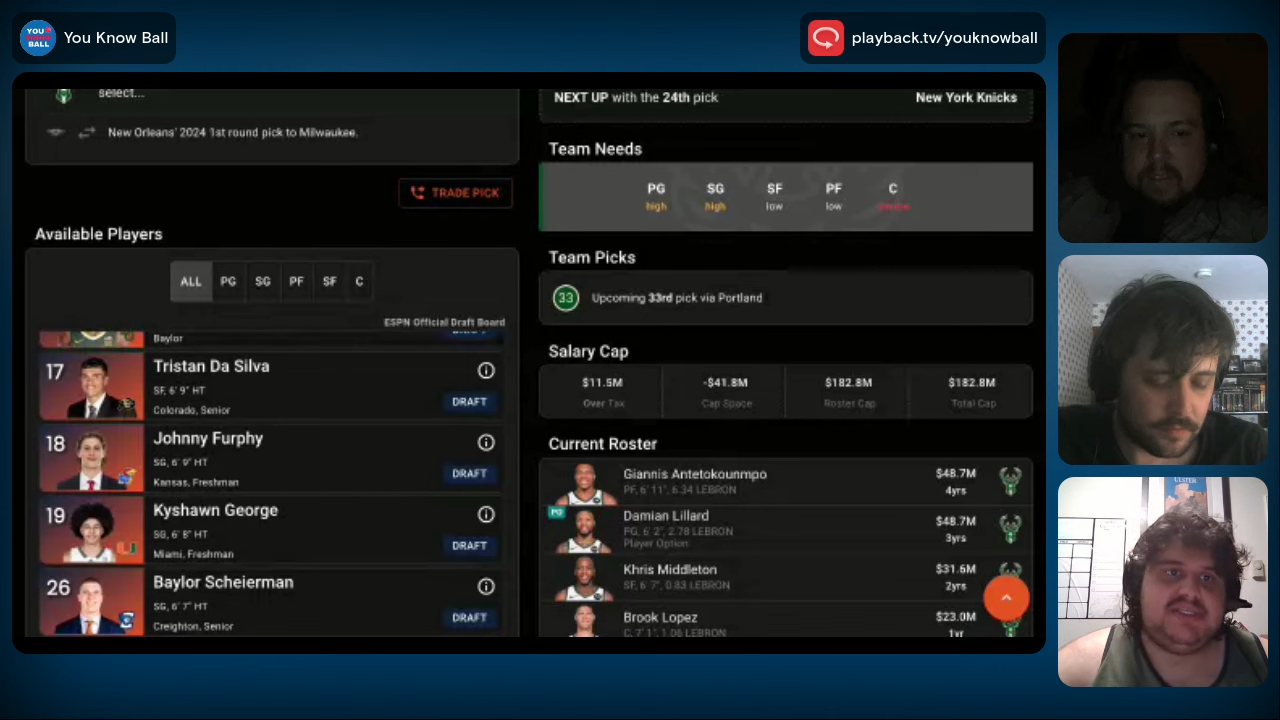 YOU KNOW BALL
You Know Ball
playback.tv/youknowball
select...
New Orleans' 2024 1st round pick to Milwaukee.
TRADE PICK
Available Players
ALL PG SG PF SF C
ESPN Official Draft Board
Baylor
17
Tristan Da Silva
SF, 6' 9" HT
Colorado, Senior
DRAFT
18
Johnny Furphy
SG, 6' 9" HT
Kansas, Freshman
DRAFT
19
Kyshawn George
SG, 6' 8" HT
Miami, Freshman
DRAFT
26
Baylor Scheierman
SG, 6' 7" HT
Creighton, Senior
DRAFT
NEXT UP with the 24th pick
New York Knicks
Team Needs
PG SG SF PF C
high high low low
Team Picks
33 Upcoming 33rd pick via Portland
Salary Cap
$11.5M -$41.8M $182.8M $182.8M
Over Tax Cap Space Roster Cap Total Cap
Current Roster
Giannis Antetokounmpo $48.7M
PF, 6' 11", 6.34 LEBRON 4yrs
PO
Damian Lillard $48.7M
PG, 6' 2", 2.78 LEBRON 3yrs
Player Option
Khris Middleton $31.6M
SF, 6' 7", 0.83 LEBRON 2yrs
Brook Lopez $23.0M
C, 7' 1", 1.06 LEBRON 1yr
ULSTER